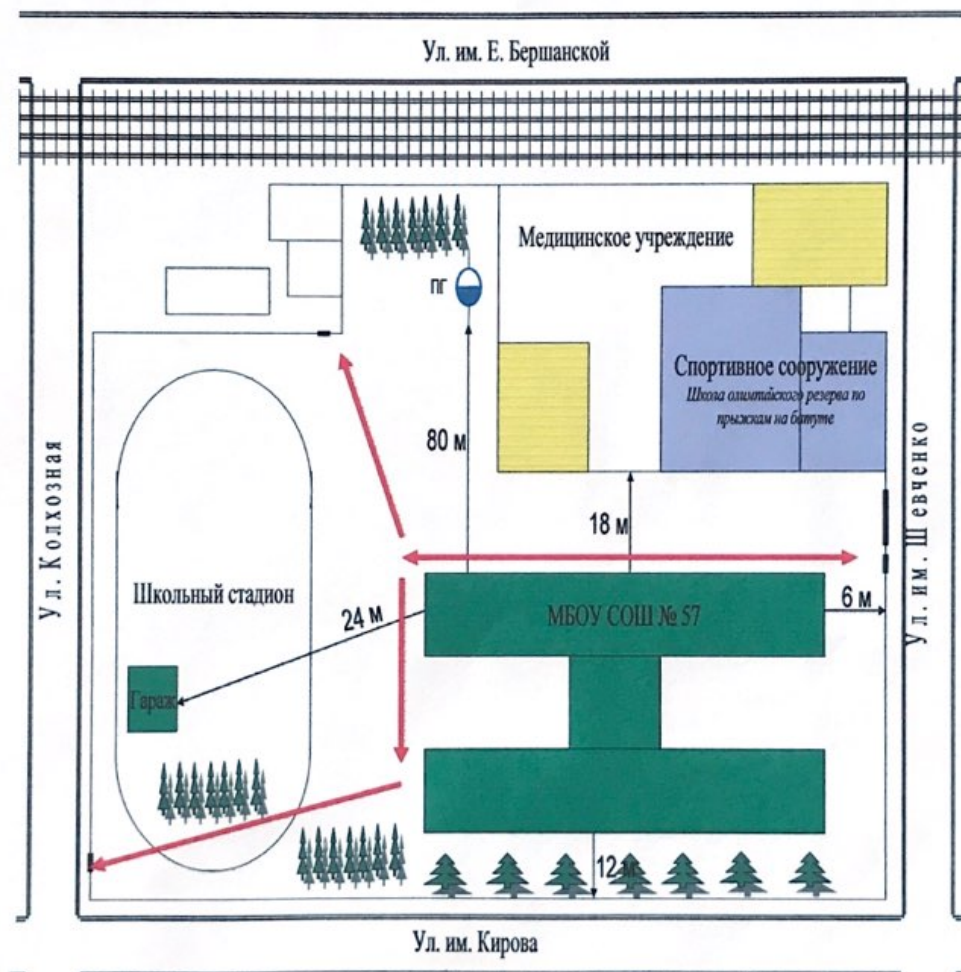 Ул. им. Е. Бершанской
Медицинское учреждение
ПГ
Спортивное сооружение
Школа олимпийского резерва по
прыжкам на батуте
80 м
Ул. Колхозная
Ул. им. Шевченко
18 м
Школьный стадион
24 м
МБОУ СОШ № 57
6 м
Гараж
12 м
Ул. им. Кирова